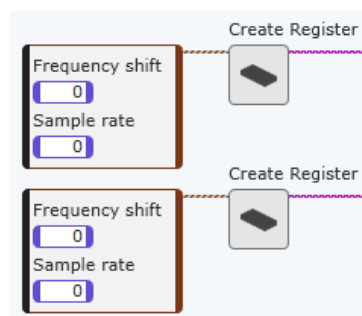 Create Register
Frequency shift
0
Sample rate
0
Create Register
Frequency shift
0
Sample rate
0